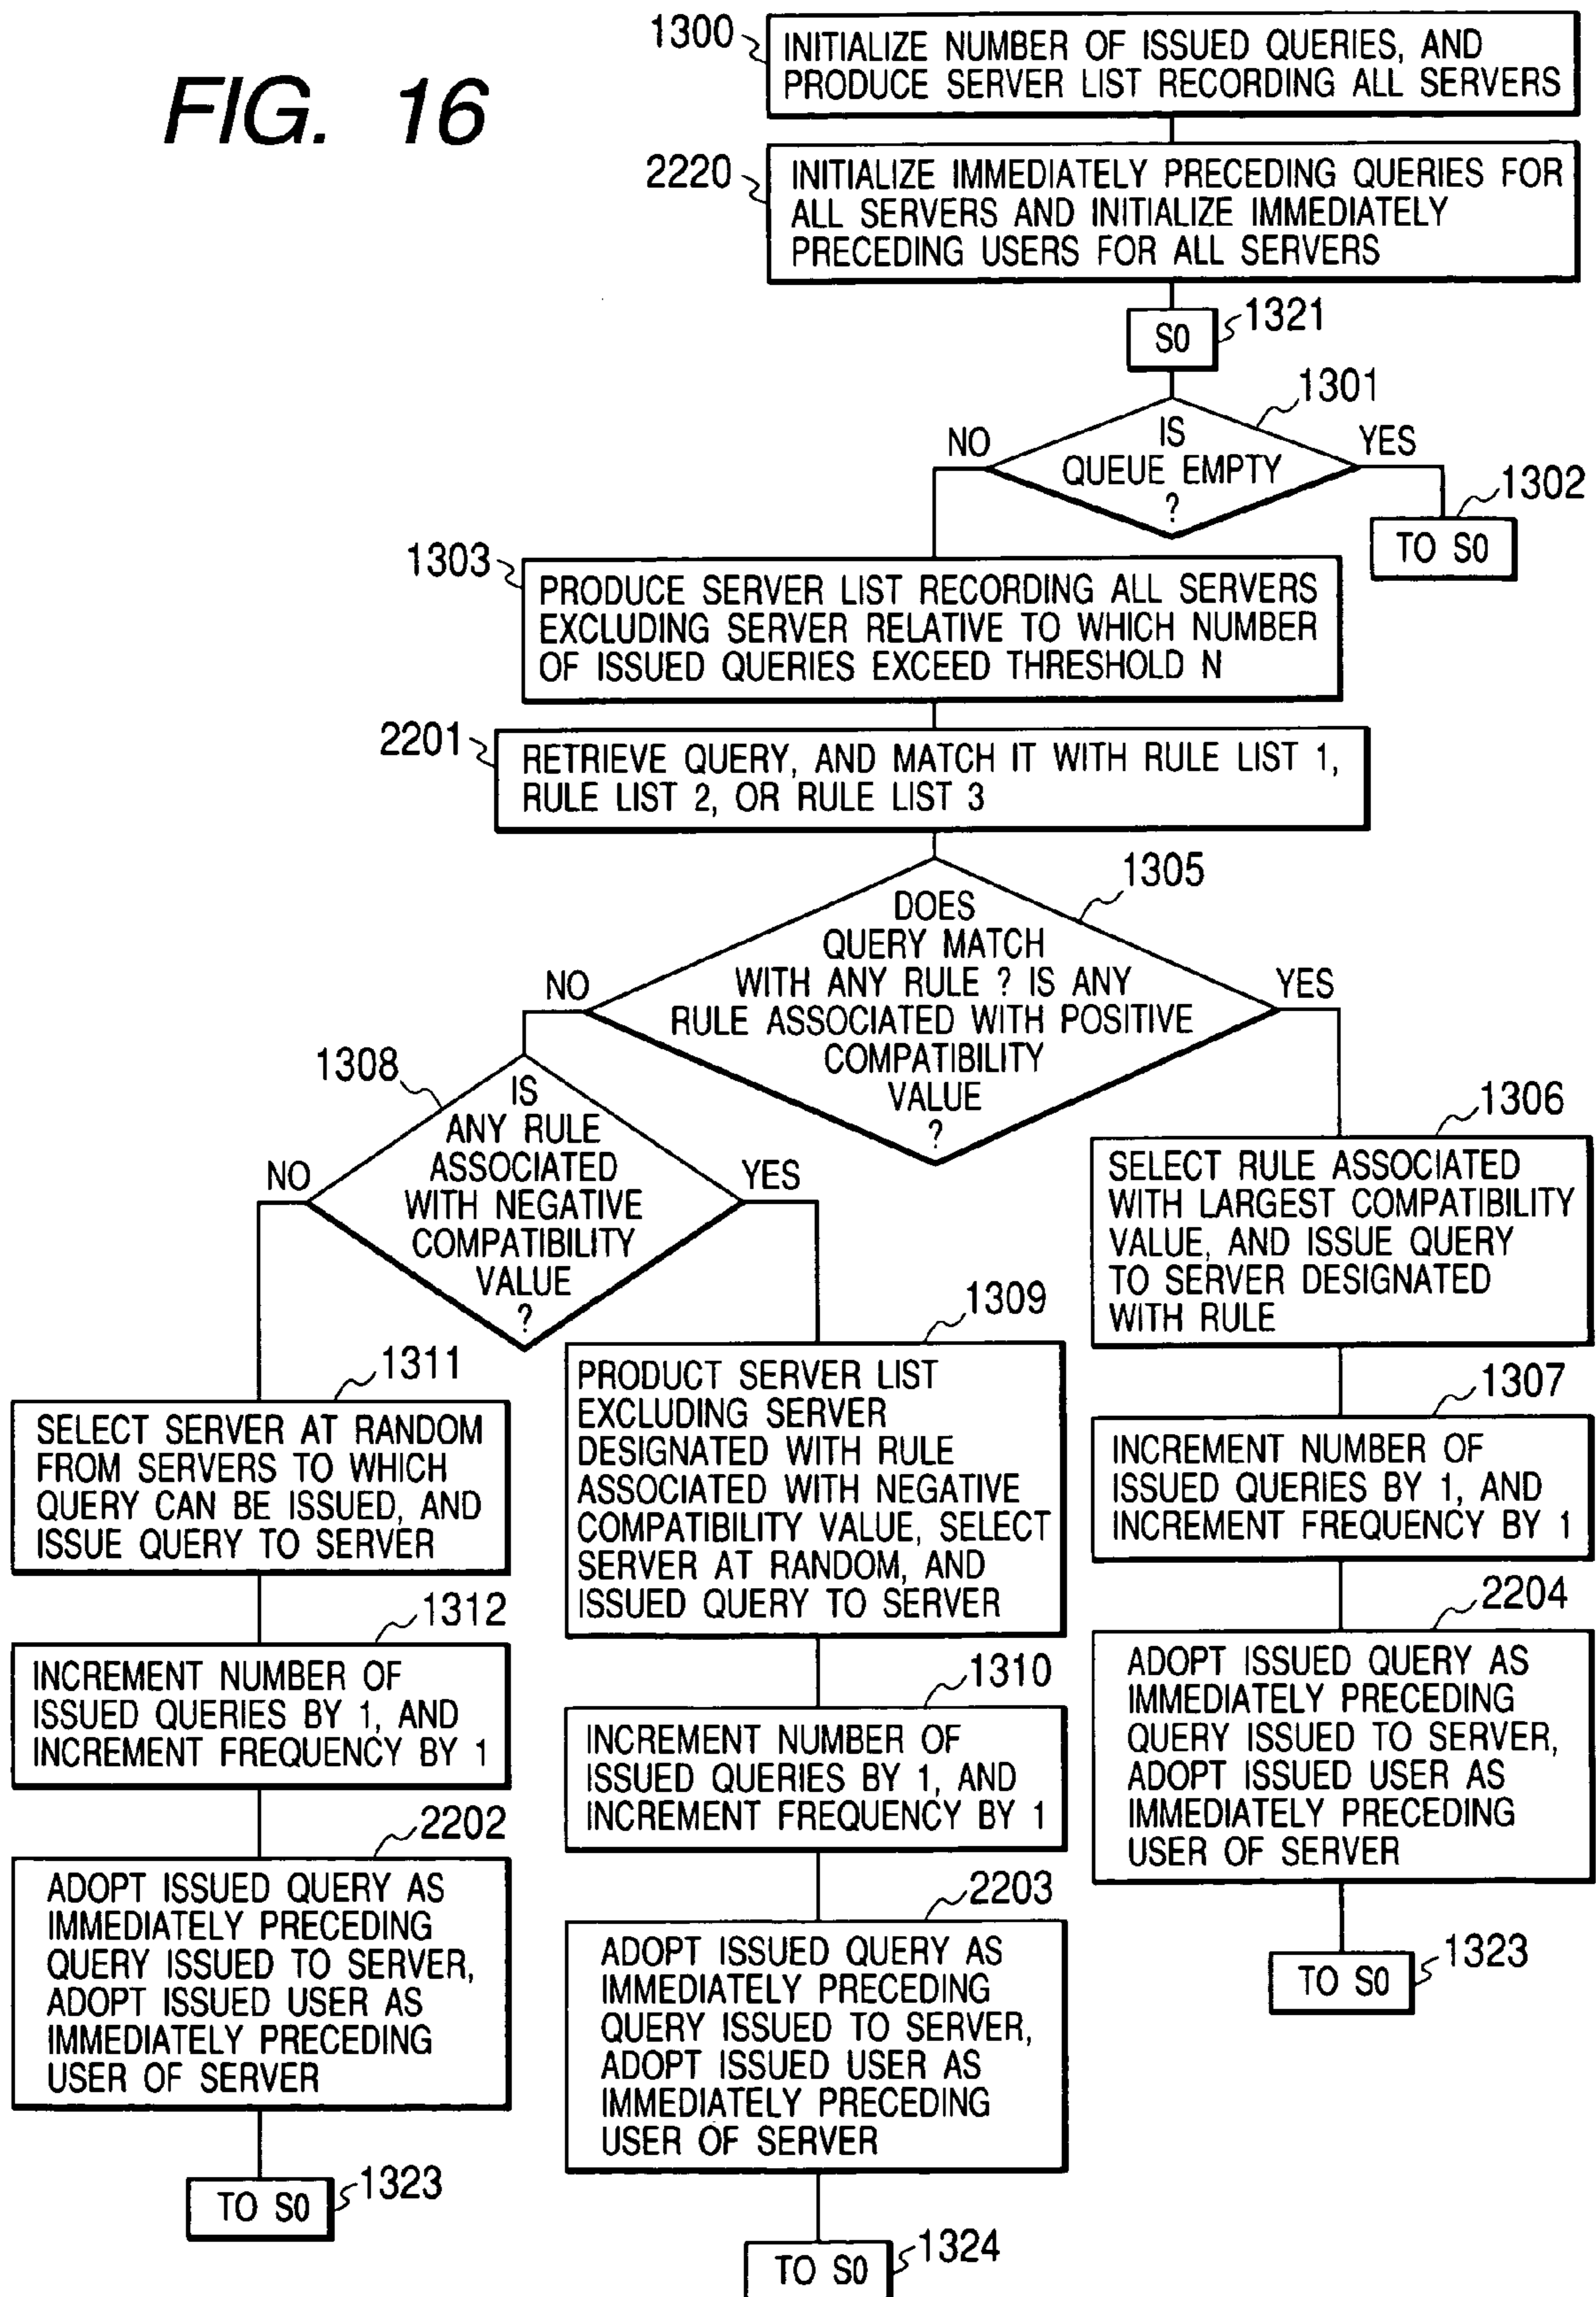 FIG. 16
1300
INITIALIZE NUMBER OF ISSUED QUERIES, AND
PRODUCE SERVER LIST RECORDING ALL SERVERS
2220
INITIALIZE IMMEDIATELY PRECEDING QUERIES FOR
ALL SERVERS AND INITIALIZE IMMEDIATELY
PRECEDING USERS FOR ALL SERVERS
S0
1321
1301
IS
QUEUE EMPTY
?
NO
YES
1302
TO S0
1303
PRODUCE SERVER LIST RECORDING ALL SERVERS
EXCLUDING SERVER RELATIVE TO WHICH NUMBER
OF ISSUED QUERIES EXCEED THRESHOLD N
2201
RETRIEVE QUERY, AND MATCH IT WITH RULE LIST 1,
RULE LIST 2, OR RULE LIST 3
1305
DOES
QUERY MATCH
WITH ANY RULE ? IS ANY
RULE ASSOCIATED WITH POSITIVE
COMPATIBILITY
VALUE
?
NO
YES
1308
IS
ANY RULE
ASSOCIATED
WITH NEGATIVE
COMPATIBILITY
VALUE
?
NO
YES
1306
SELECT RULE ASSOCIATED
WITH LARGEST COMPATIBILITY
VALUE, AND ISSUE QUERY
TO SERVER DESIGNATED
WITH RULE
1311
SELECT SERVER AT RANDOM
FROM SERVERS TO WHICH
QUERY CAN BE ISSUED, AND
ISSUE QUERY TO SERVER
1309
PRODUCT SERVER LIST
EXCLUDING SERVER
DESIGNATED WITH RULE
ASSOCIATED WITH NEGATIVE
COMPATIBILITY VALUE, SELECT
SERVER AT RANDOM, AND
ISSUED QUERY TO SERVER
1307
INCREMENT NUMBER OF
ISSUED QUERIES BY 1, AND
INCREMENT FREQUENCY BY 1
1312
INCREMENT NUMBER OF
ISSUED QUERIES BY 1, AND
INCREMENT FREQUENCY BY 1
1310
INCREMENT NUMBER OF
ISSUED QUERIES BY 1, AND
INCREMENT FREQUENCY BY 1
2204
ADOPT ISSUED QUERY AS
IMMEDIATELY PRECEDING
QUERY ISSUED TO SERVER,
ADOPT ISSUED USER AS
IMMEDIATELY PRECEDING
USER OF SERVER
2202
ADOPT ISSUED QUERY AS
IMMEDIATELY PRECEDING
QUERY ISSUED TO SERVER,
ADOPT ISSUED USER AS
IMMEDIATELY PRECEDING
USER OF SERVER
2203
ADOPT ISSUED QUERY AS
IMMEDIATELY PRECEDING
QUERY ISSUED TO SERVER,
ADOPT ISSUED USER AS
IMMEDIATELY PRECEDING
USER OF SERVER
TO S0
1323
TO S0
1323
TO S0
1324